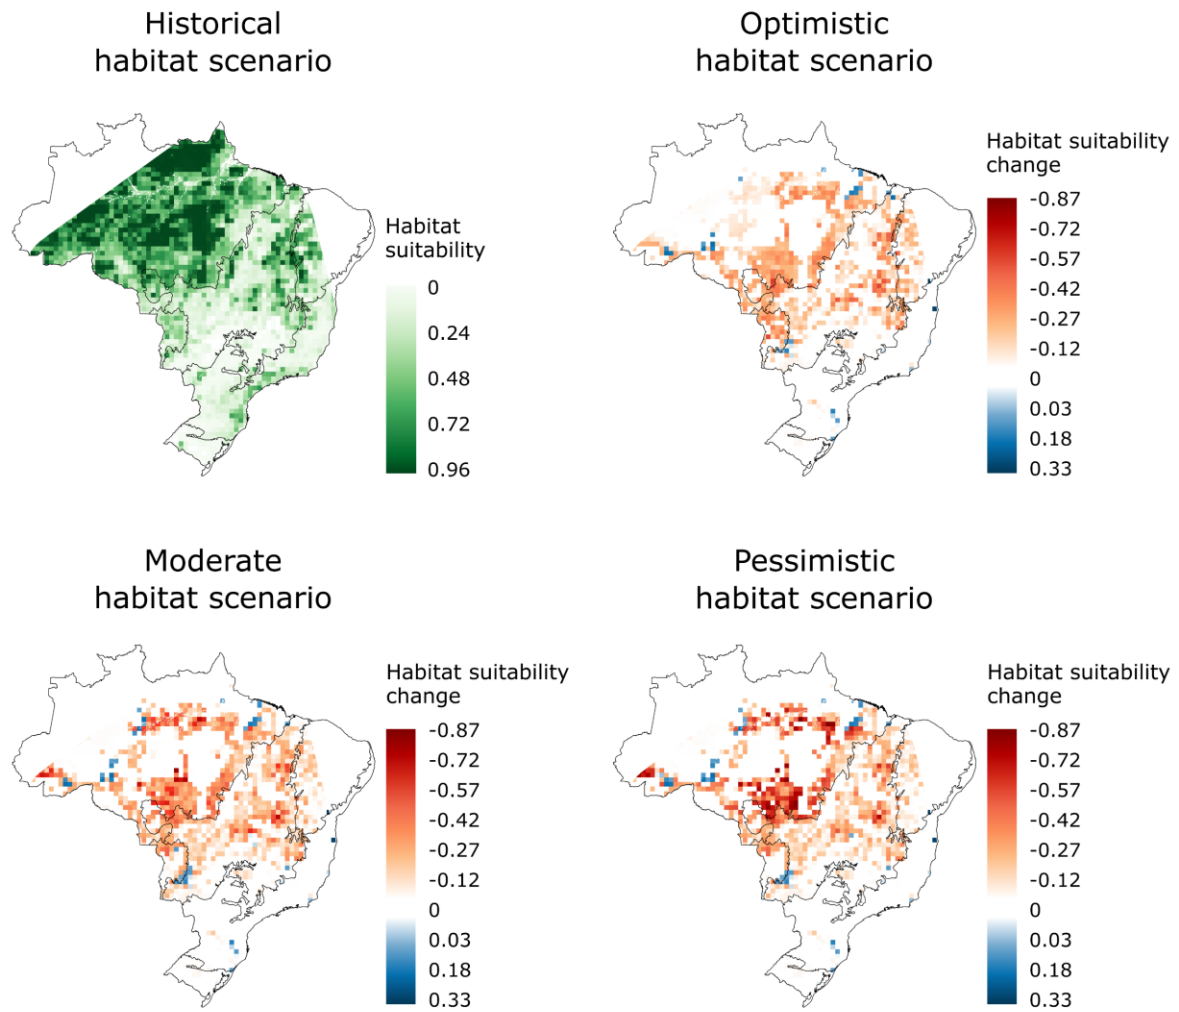 Historical
habitat scenario
Habitat
suitability
0
0.24
0.48
0.72
0.96
Optimistic
habitat scenario
Habitat suitability
change
-0.87
-0.72
-0.57
-0.42
-0.27
-0.12
0
0.03
0.18
0.33
Moderate
habitat scenario
Habitat suitability
change
-0.87
-0.72
-0.57
-0.42
-0.27
-0.12
0
0.03
0.18
0.33
Pessimistic
habitat scenario
Habitat suitability
change
-0.87
-0.72
-0.57
-0.42
-0.27
-0.12
0
0.03
0.18
0.33